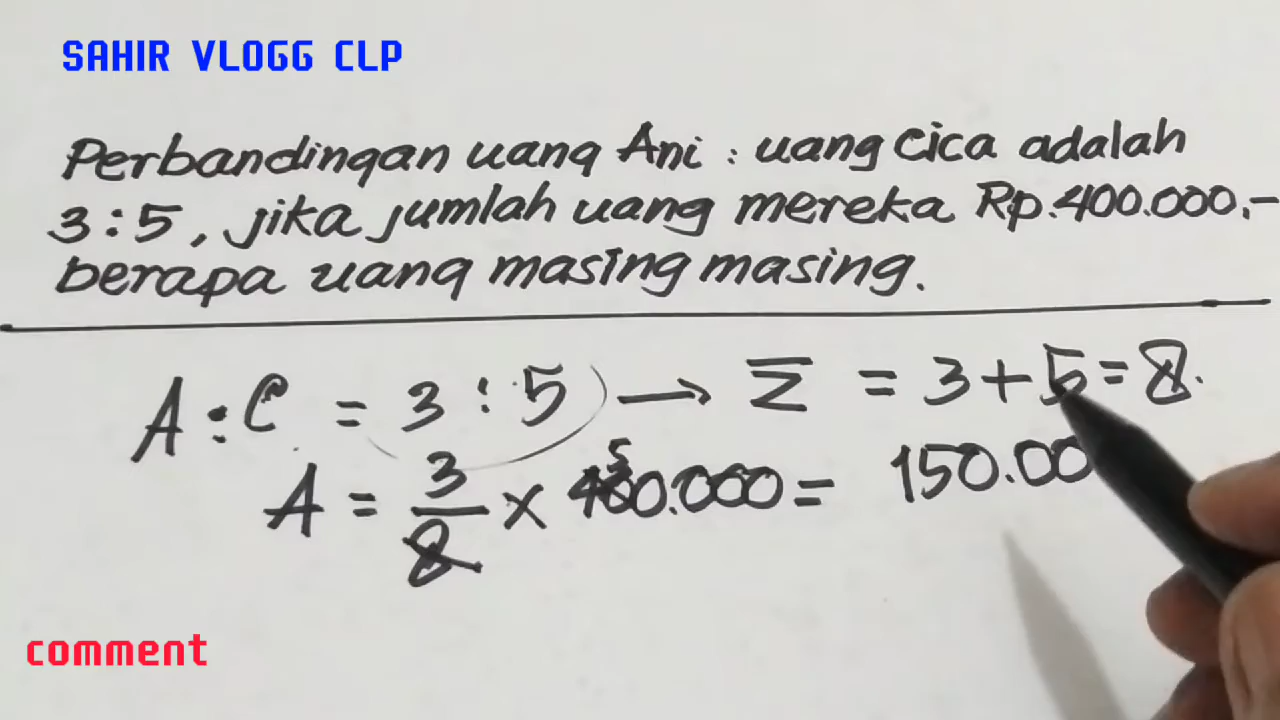 SAHIR VLOGG CLP
Perbandingan uang Ani : uang Cica adalah
3 : 5, jika jumlah uang mereka Rp.400.000,-
berapa uang masing masing.
A : C = 3 : 5 → Σ = 3 + 5 = 8.
A = 3/8 × 400.000 = 150.00
5
comment